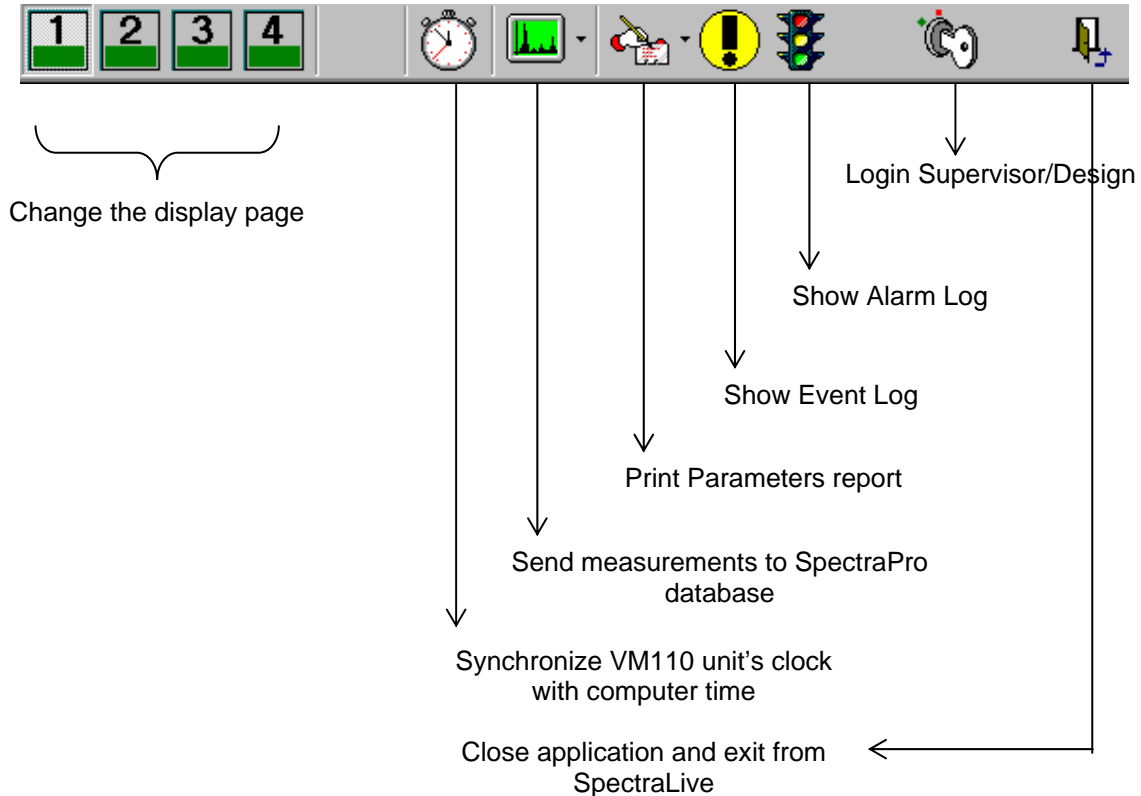 1 2 3 4
Change the display page
Login Supervisor/Design
Show Alarm Log
Show Event Log
Print Parameters report
Send measurements to SpectraPro
database
Synchronize VM110 unit's clock
with computer time
Close application and exit from
SpectraLive